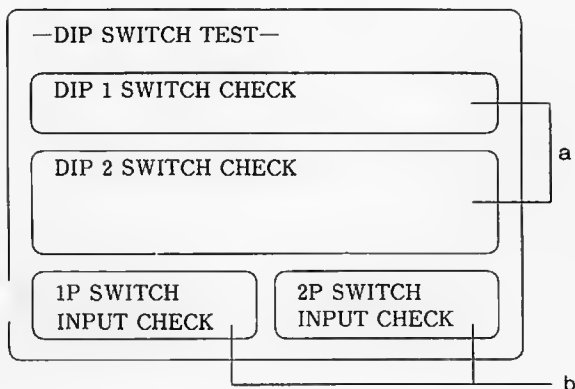 —DIP SWITCH TEST—
DIP 1 SWITCH CHECK
a
DIP 2 SWITCH CHECK
1P SWITCH
INPUT CHECK
2P SWITCH
INPUT CHECK
b